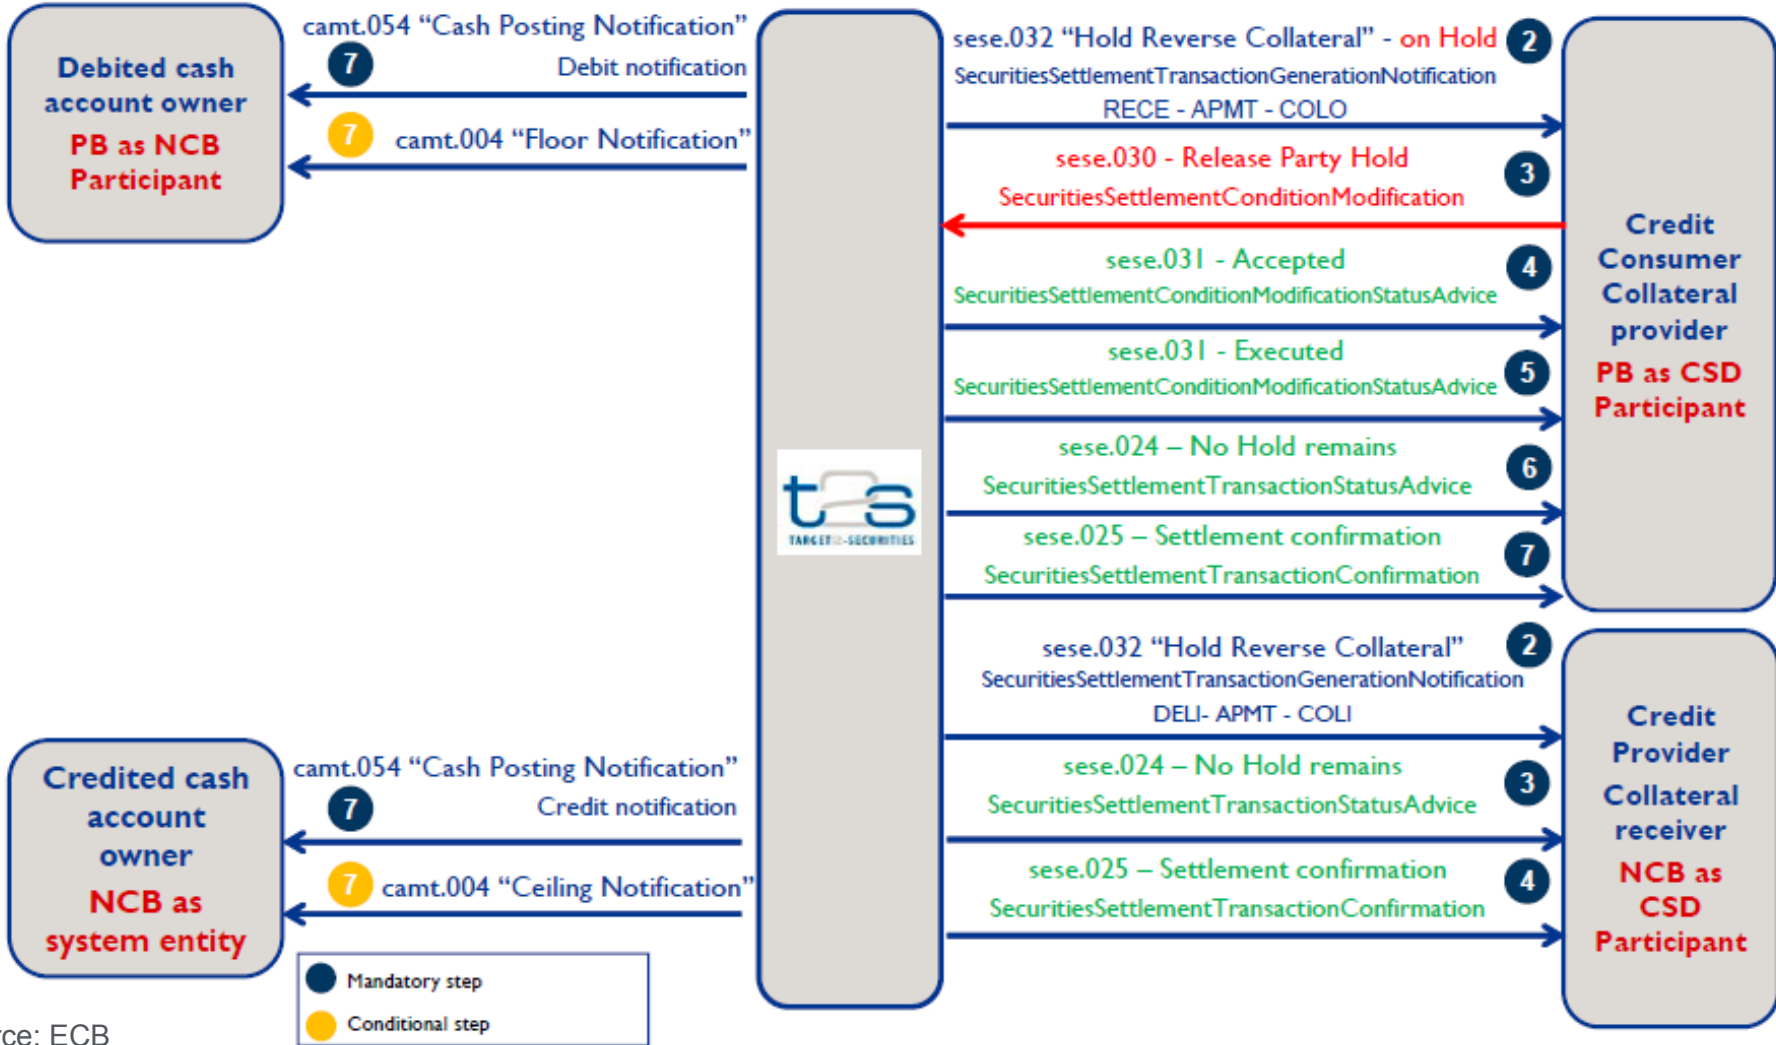 Debited cash
account owner
PB as NCB
Participant
camt.054 “Cash Posting Notification”
7
Debit notification
7
camt.004 “Floor Notification”
Credited cash
account
owner
NCB as
system entity
camt.054 “Cash Posting Notification”
7
Credit notification
7
camt.004 “Ceiling Notification”
Mandatory step
Conditional step
rce: ECB
t2s
TARGET2-SECURITIES
sese.032 “Hold Reverse Collateral” - on Hold
2
SecuritiesSettlementTransactionGenerationNotification
RECE - APMT - COLO
sese.030 - Release Party Hold
3
SecuritiesSettlementConditionModification
sese.031 - Accepted
4
SecuritiesSettlementConditionModificationStatusAdvice
sese.031 - Executed
5
SecuritiesSettlementConditionModificationStatusAdvice
sese.024 – No Hold remains
6
SecuritiesSettlementTransactionStatusAdvice
sese.025 – Settlement confirmation
7
SecuritiesSettlementTransactionConfirmation
Credit
Consumer
Collateral
provider
PB as CSD
Participant
sese.032 “Hold Reverse Collateral”
2
SecuritiesSettlementTransactionGenerationNotification
DELI- APMT - COLI
sese.024 – No Hold remains
3
SecuritiesSettlementTransactionStatusAdvice
sese.025 – Settlement confirmation
4
SecuritiesSettlementTransactionConfirmation
Credit
Provider
Collateral
receiver
NCB as
CSD
Participant